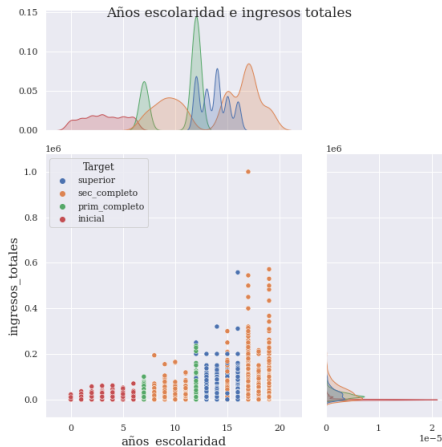 Años escolaridad e ingresos totales
0.15
0.10
0.05
0.00
1e6
1e6
Target
superior
sec_completo
prim_completo
inicial
1.0
0.8
0.6
0.4
0.2
0.0
ingresos_totales
0
5
10
15
20
años_escolaridad
0
1
2
1e−5